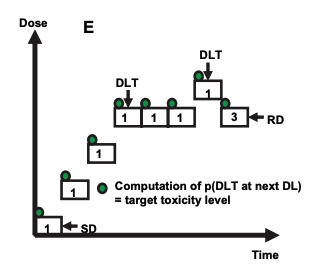 Dose
E
DLT
DLT
1
1 1 1
3
RD
1
1
Computation of p(DLT at next DL)
= target toxicity level
1
SD
Time